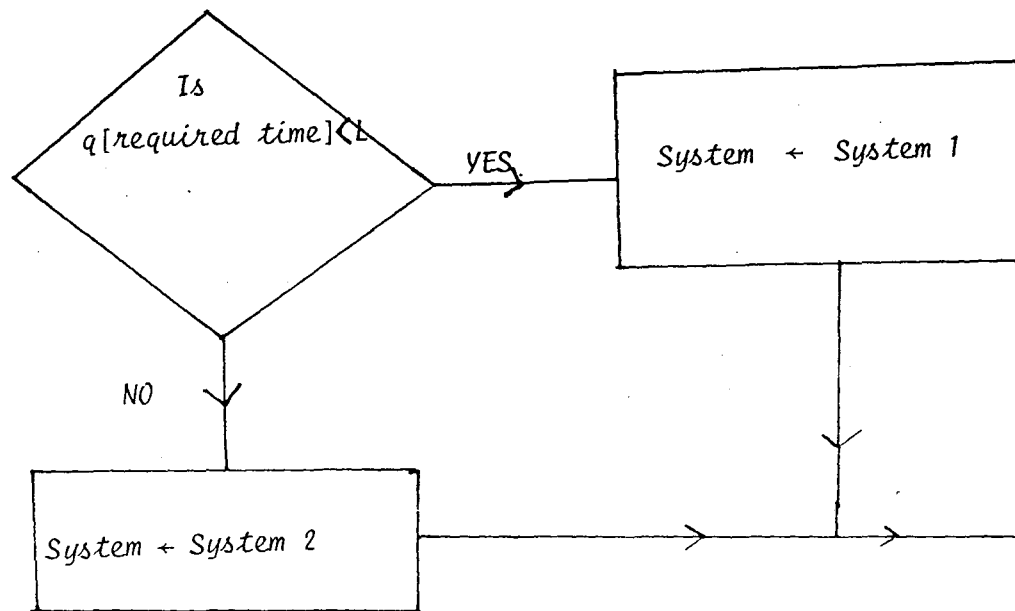 Is
q[required time]<L
YES
System ← System 1
NO
System ← System 2